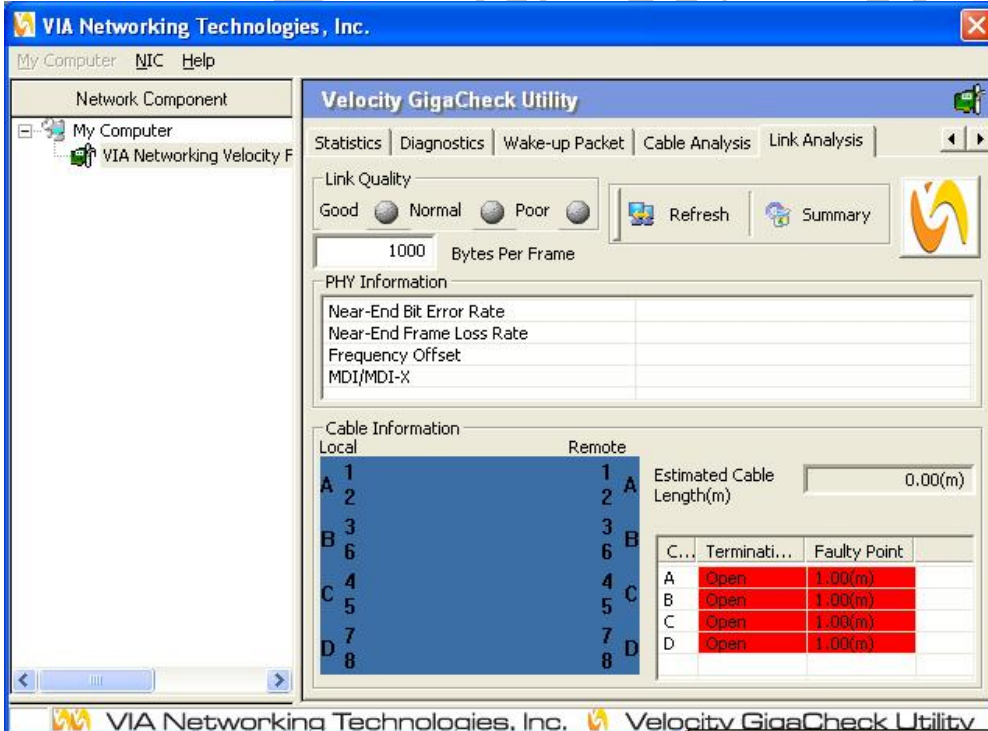 VIA Networking Technologies, Inc.
My Computer NIC Help
Network Component
My Computer
VIA Networking Velocity F
Velocity GigaCheck Utility
Statistics Diagnostics Wake-up Packet Cable Analysis Link Analysis
Link Quality
Good Normal Poor
Refresh Summary
1000 Bytes Per Frame
PHY Information
Near-End Bit Error Rate
Near-End Frame Loss Rate
Frequency Offset
MDI/MDI-X
Cable Information
Local Remote
A 1 2 1 2 A
B 3 6 3 6 B
C 4 5 4 5 C
D 7 8 7 8 D
Estimated Cable Length(m) 0.00(m)
C... Terminati... Faulty Point
A Open 1.00(m)
B Open 1.00(m)
C Open 1.00(m)
D Open 1.00(m)
VIA Networking Technologies, Inc. Velocity GigaCheck Utility